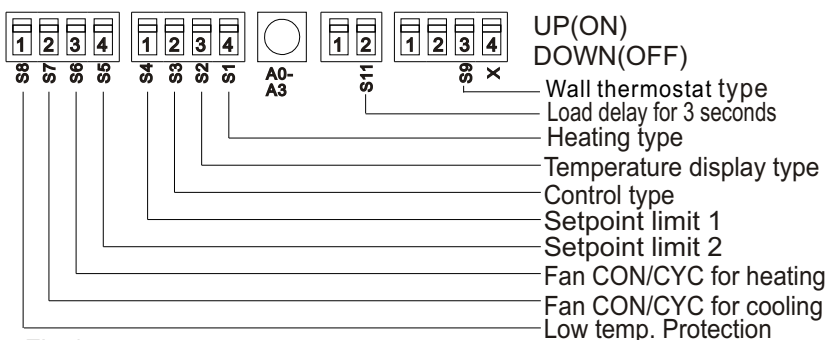 1 2 3 4 1 2 3 4 1 2 1 2 3 4
S8 S7 S6 S5 S4 S3 S2 S1 A0-A3 S11 S9 X
UP(ON)
DOWN(OFF)
Wall thermostat type
Load delay for 3 seconds
Heating type
Temperature display type
Control type
Setpoint limit 1
Setpoint limit 2
Fan CON/CYC for heating
Fan CON/CYC for cooling
Low temp. Protection